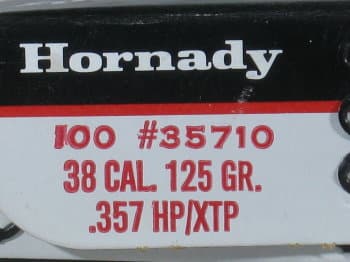 Hornady
100 #35710
38 CAL. 125 GR.
.357 HP/XTP